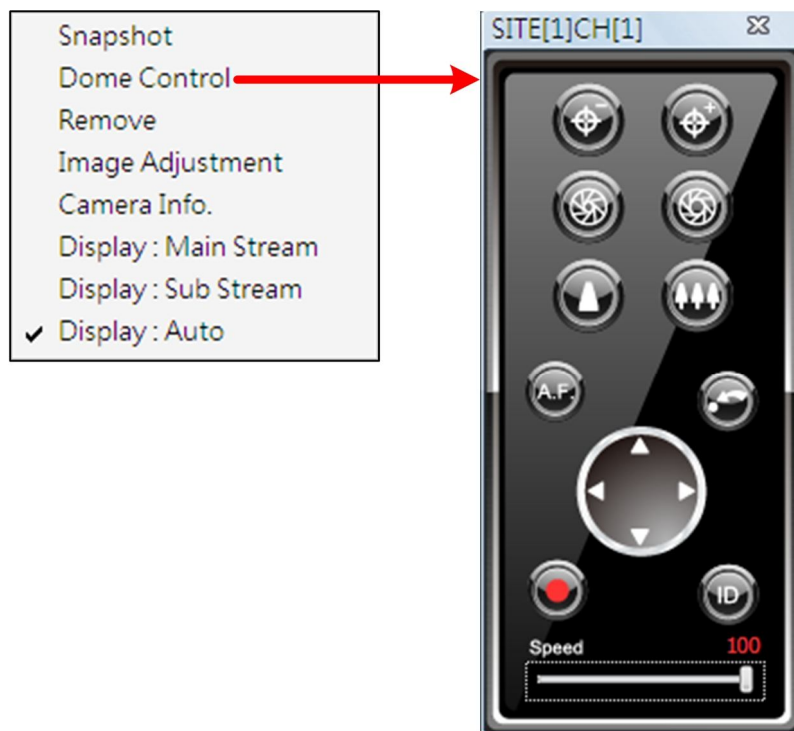 Snapshot
Dome Control
Remove
Image Adjustment
Camera Info.
Display : Main Stream
Display : Sub Stream
Display : Auto
SITE[1]CH[1]
A.F.
ID
Speed 100